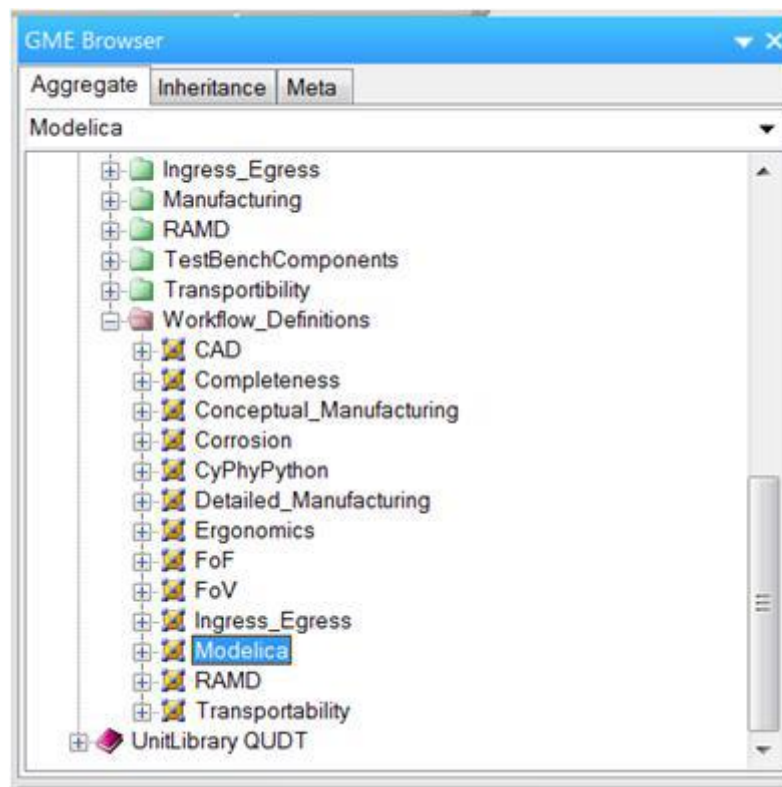 GME Browser
Aggregate Inheritance Meta
Modelica
Ingress_Egress
Manufacturing
RAMD
TestBenchComponents
Transportibility
Workflow_Definitions
CAD
Completeness
Conceptual_Manufacturing
Corrosion
CyPhyPython
Detailed_Manufacturing
Ergonomics
FoF
FoV
Ingress_Egress
Modelica
RAMD
Transportability
UnitLibrary QUDT